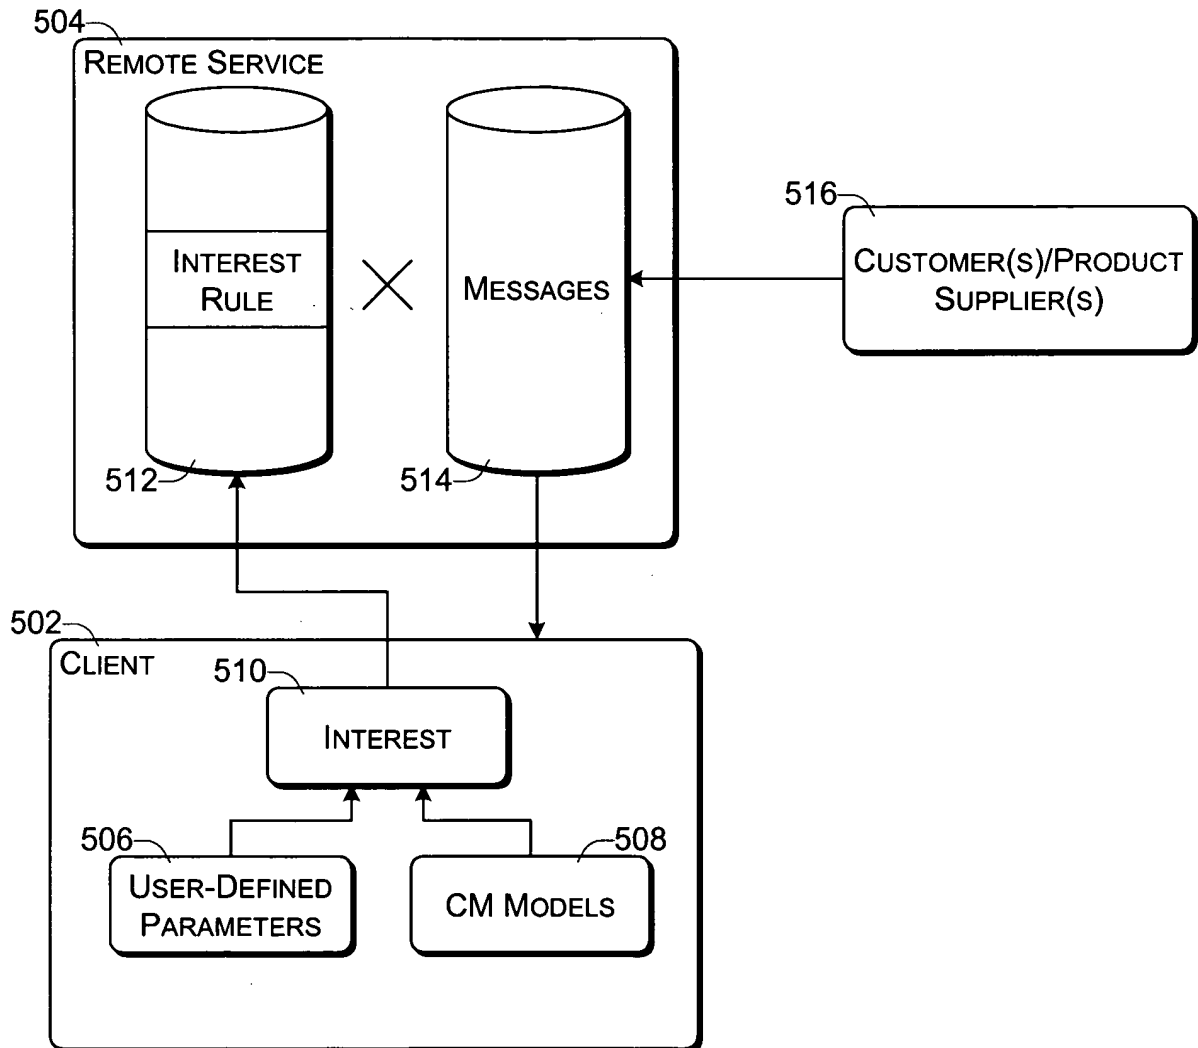 504
REMOTE SERVICE
516
CUSTOMER(S)/PRODUCT
SUPPLIER(S)
INTEREST
RULE
MESSAGES
512
514
502
CLIENT
510
INTEREST
506
508
USER-DEFINED
PARAMETERS
CM MODELS